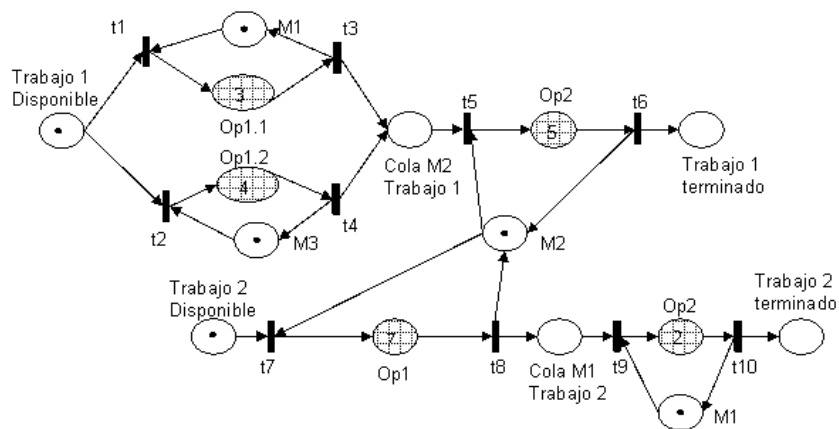 t1
M1
t3
Trabajo 1
Disponible
3
Op1.1
Op1.2
4
t2
M3
t4
Cola M2
Trabajo 1
t5
Op2
5
t6
Trabajo 1
terminado
M2
Trabajo 2
Disponible
t7
7
Op1
t8
Cola M1
Trabajo 2
t9
Op2
2
t10
Trabajo 2
terminado
M1